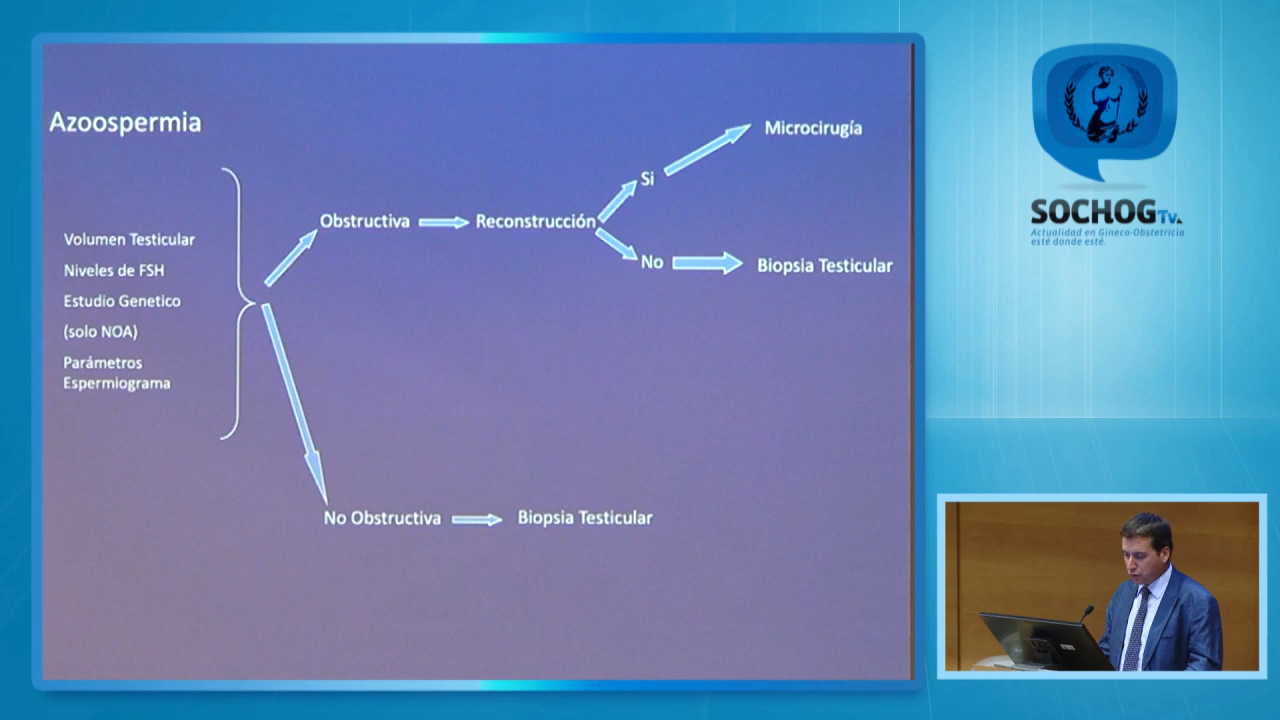 Azoospermia
Volumen Testicular
Niveles de FSH
Estudio Genetico
(solo NOA)
Parámetros
Espermiograma
Obstructiva
Reconstrucción
Si
Microcirugía
No
Biopsia Testicular
No Obstructiva
Biopsia Testicular
SOCHOG Tv.
Actualidad en Gineco-Obstetricia
esté donde esté.